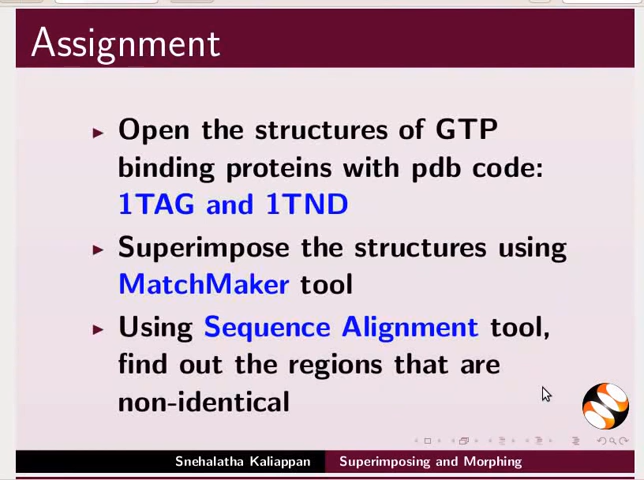 Assignment
Open the structures of GTP
binding proteins with pdb code:
1TAG and 1TND
Superimpose the structures using
MatchMaker tool
Using Sequence Alignment tool,
find out the regions that are
non-identical
Snehalatha Kaliappan Superimposing and Morphing